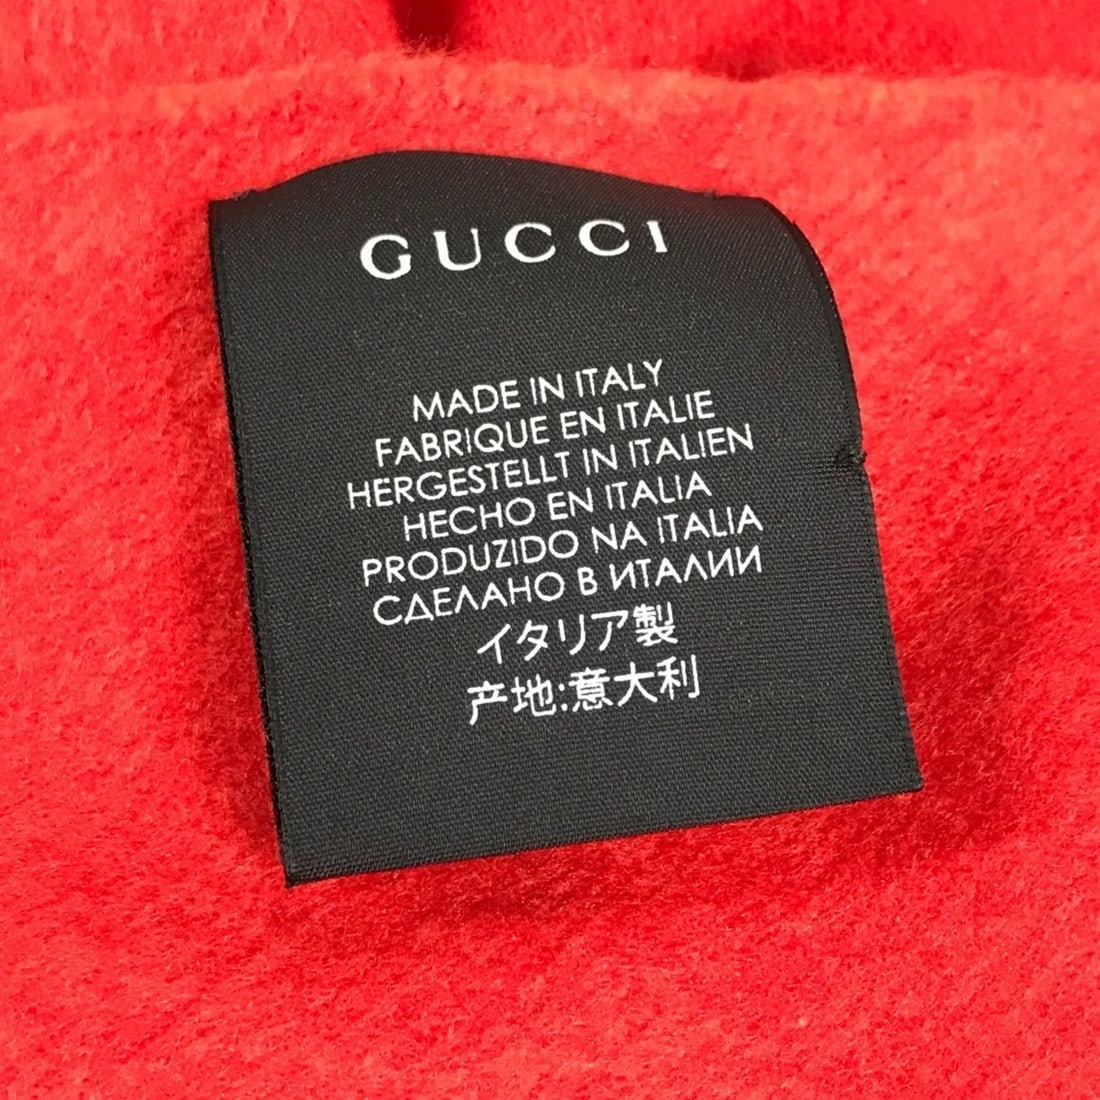 GUCCI
MADE IN ITALY
FABRIQUE EN ITALIE
HERGESTELLT IN ITALIEN
HECHO EN ITALIA
PRODUZIDO NA ITALIA
СДЕЛАНО В ИТАЛИИ
イタリア製
产地:意大利